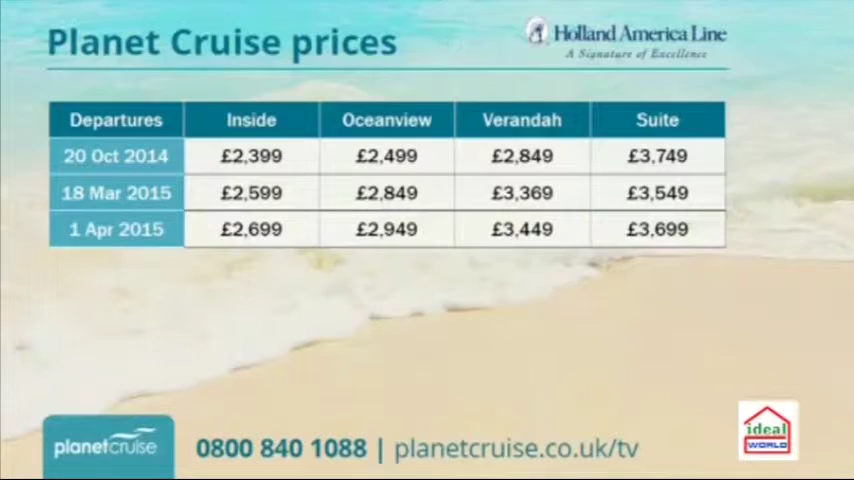 Planet Cruise prices
Holland America Line
A Signature of Excellence
Departures Inside Oceanview Verandah Suite
20 Oct 2014 £2,399 £2,499 £2,849 £3,749
18 Mar 2015 £2,599 £2,849 £3,369 £3,549
1 Apr 2015 £2,699 £2,949 £3,449 £3,699
planetcruise
0800 840 1088 | planetcruise.co.uk/tv
ideal
WORLD